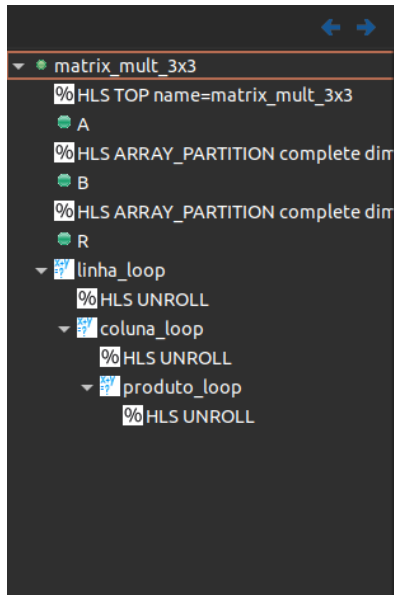 matrix_mult_3x3
% HLS TOP name=matrix_mult_3x3
A
% HLS ARRAY_PARTITION complete dim
B
% HLS ARRAY_PARTITION complete dim
R
linha_loop
% HLS UNROLL
coluna_loop
% HLS UNROLL
produto_loop
% HLS UNROLL